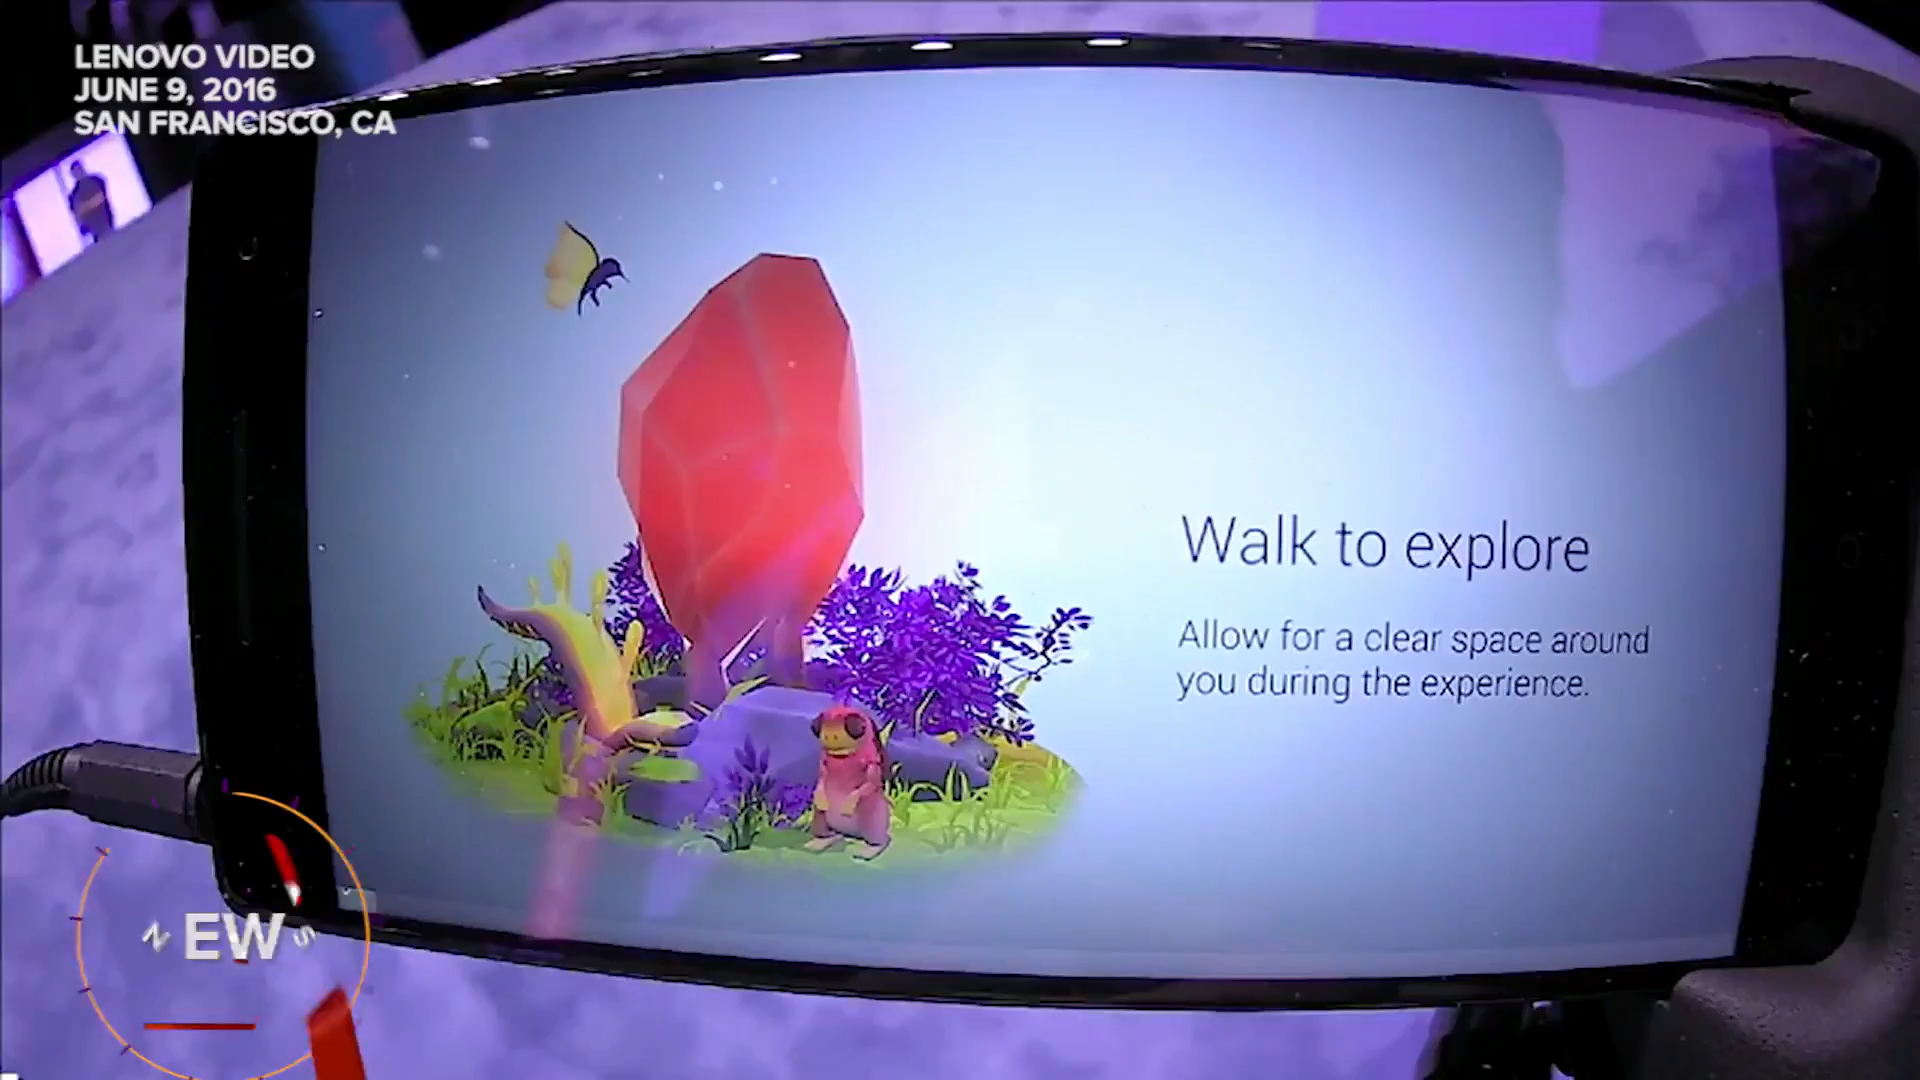 LENOVO VIDEO
JUNE 9, 2016
SAN FRANCISCO, CA
Walk to explore
Allow for a clear space around
you during the experience.
NEWS